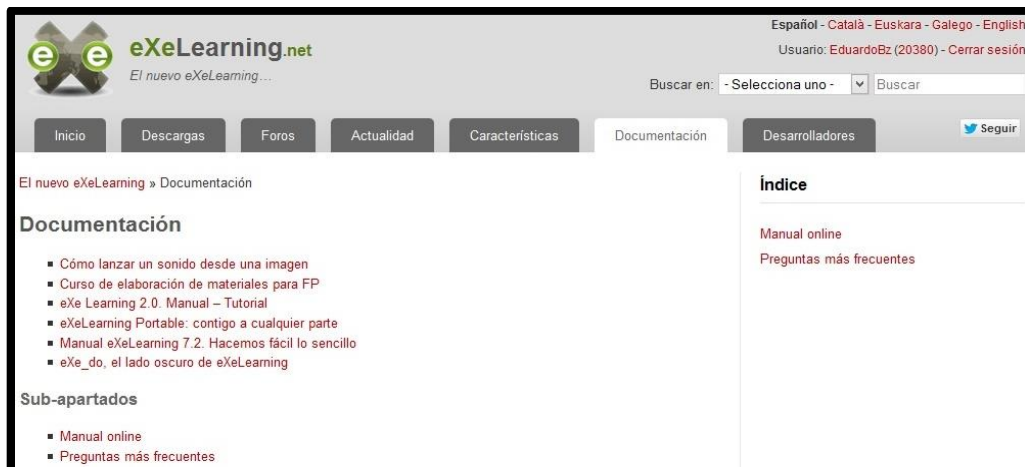 Español - Català - Euskara - Galego - English
eXeLearning.net
Usuario: EduardoBz (20380) - Cerrar sesión
El nuevo eXeLearning...
Buscar en: - Selecciona uno - Buscar
Inicio Descargas Foros Actualidad Características Documentación Desarrolladores Seguir
El nuevo eXeLearning » Documentación
Documentación
Cómo lanzar un sonido desde una imagen
Curso de elaboración de materiales para FP
eXe Learning 2.0. Manual – Tutorial
eXeLearning Portable: contigo a cualquier parte
Manual eXeLearning 7.2. Hacemos fácil lo sencillo
eXe_do, el lado oscuro de eXeLearning
Sub-apartados
Manual online
Preguntas más frecuentes
Índice
Manual online
Preguntas más frecuentes